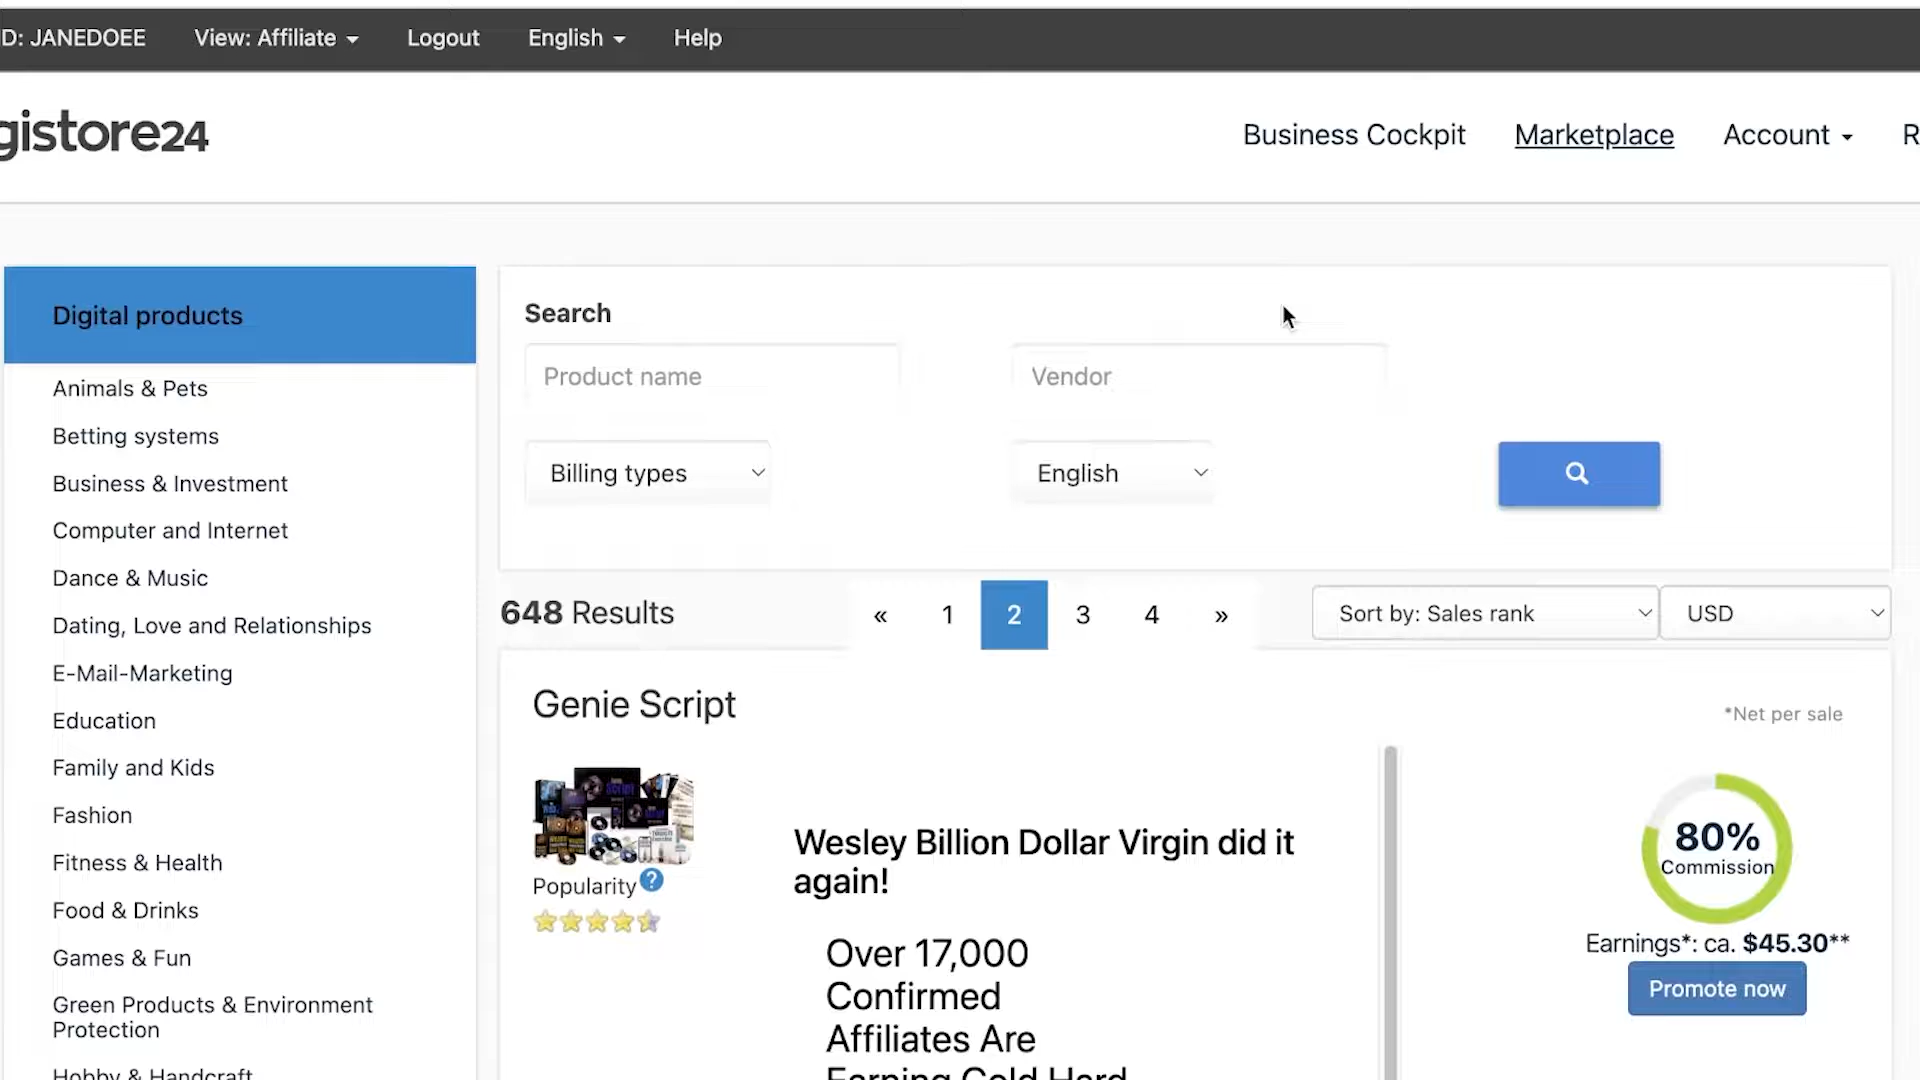 D: JANEDOEE View: Affiliate Logout English Help
gistore24
Business Cockpit Marketplace Account R
Digital products
Animals & Pets
Betting systems
Business & Investment
Computer and Internet
Dance & Music
Dating, Love and Relationships
E-Mail-Marketing
Education
Family and Kids
Fashion
Fitness & Health
Food & Drinks
Games & Fun
Green Products & Environment
Protection
Hobby & Handcraft
Search
Product name Vendor
Billing types English
648 Results « 1 2 3 4 » Sort by: Sales rank USD
Genie Script
*Net per sale
Popularity ?
Wesley Billion Dollar Virgin did it
again!
Over 17,000
Confirmed
Affiliates Are
Earning Cold Hard
80%
Commission
Earnings*: ca. $45.30**
Promote now